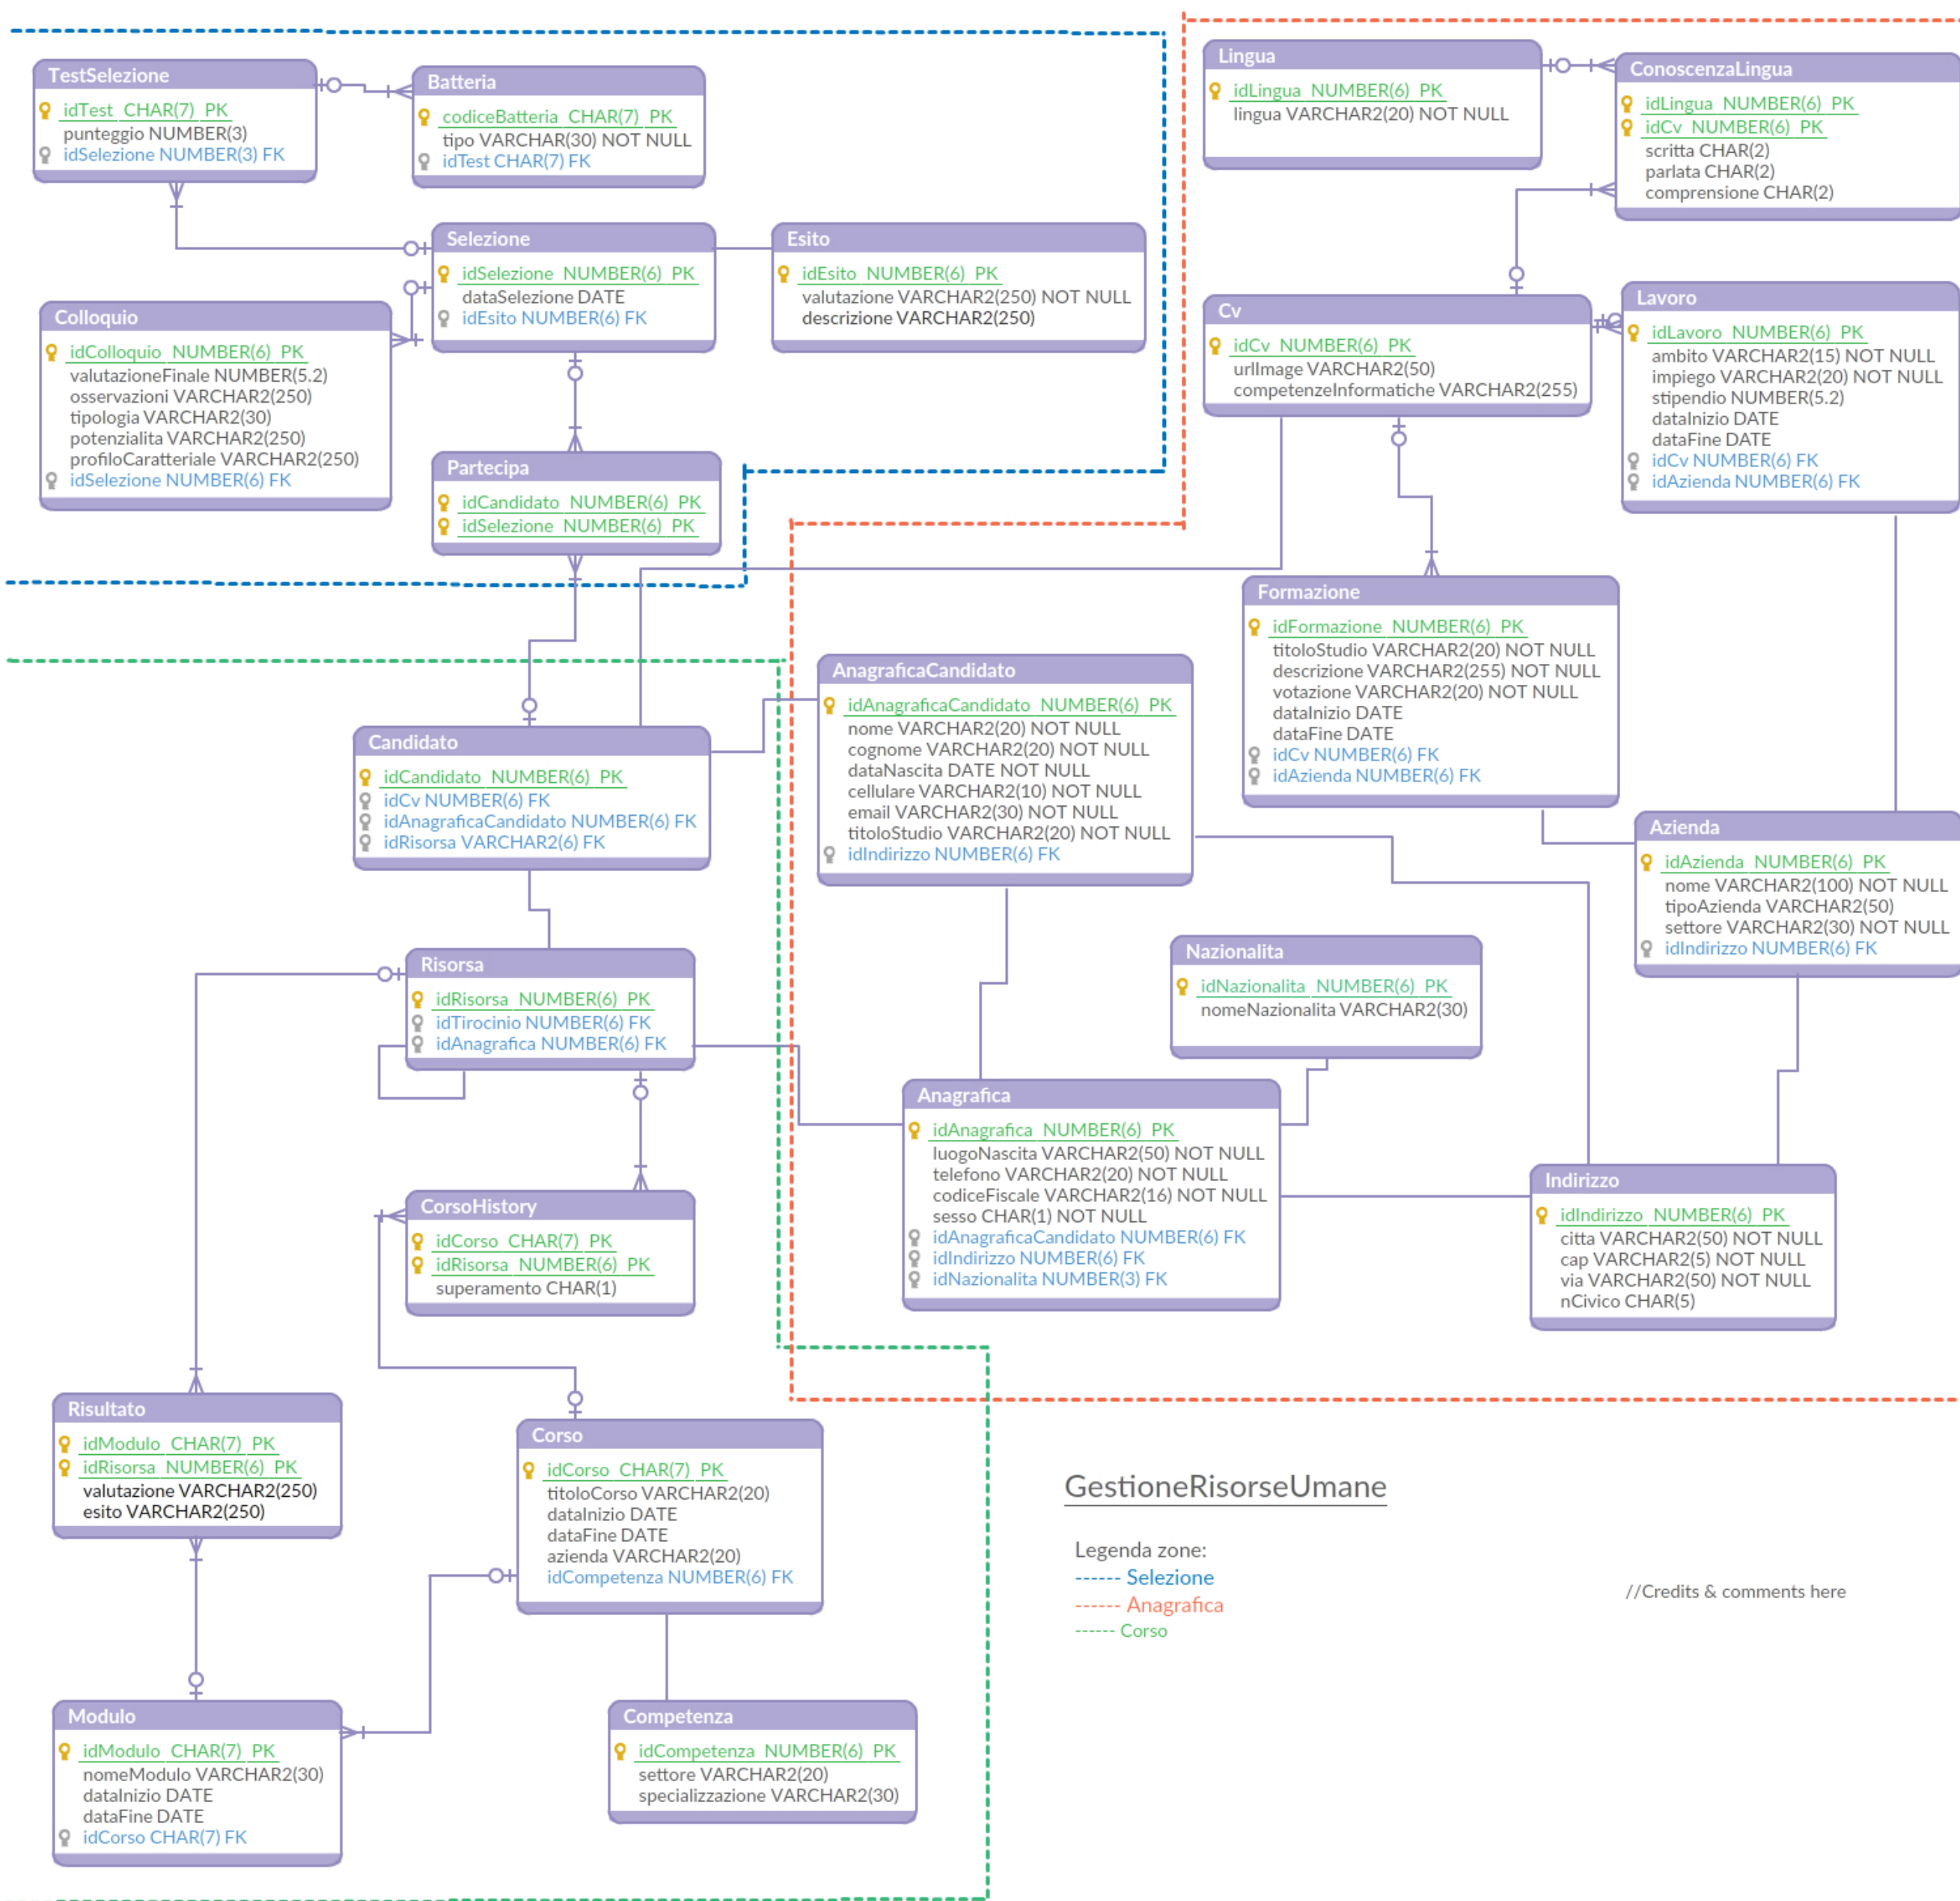 TestSelezione
idTest CHAR(7) PK
punteggio NUMBER(3)
idSelezione NUMBER(3) FK
Batteria
codiceBatteria CHAR(7) PK
tipo VARCHAR(30) NOT NULL
idTest CHAR(7) FK
Selezione
idSelezione NUMBER(6) PK
dataSelezione DATE
idEsito NUMBER(6) FK
Esito
idEsito NUMBER(6) PK
valutazione VARCHAR2(250) NOT NULL
descrizione VARCHAR2(250)
Colloquio
idColloquio NUMBER(6) PK
valutazioneFinale NUMBER(5.2)
osservazioni VARCHAR2(250)
tipologia VARCHAR2(30)
potenzialita VARCHAR2(250)
profiloCaratteriale VARCHAR2(250)
idSelezione NUMBER(6) FK
Partecipa
idCandidato NUMBER(6) PK
idSelezione NUMBER(6) PK
Lingua
idLingua NUMBER(6) PK
lingua VARCHAR2(20) NOT NULL
ConoscenzaLingua
idLingua NUMBER(6) PK
idCv NUMBER(6) PK
scritta CHAR(2)
parlata CHAR(2)
comprensione CHAR(2)
Cv
idCv NUMBER(6) PK
urlImage VARCHAR2(50)
competenzeInformatiche VARCHAR2(255)
Lavoro
idLavoro NUMBER(6) PK
ambito VARCHAR2(15) NOT NULL
impiego VARCHAR2(20) NOT NULL
stipendio NUMBER(5.2)
dataInizio DATE
dataFine DATE
idCv NUMBER(6) FK
idAzienda NUMBER(6) FK
Formazione
idFormazione NUMBER(6) PK
titoloStudio VARCHAR2(20) NOT NULL
descrizione VARCHAR2(255) NOT NULL
votazione VARCHAR2(20) NOT NULL
dataInizio DATE
dataFine DATE
idCv NUMBER(6) FK
idAzienda NUMBER(6) FK
AnagraficaCandidato
idAnagraficaCandidato NUMBER(6) PK
nome VARCHAR2(20) NOT NULL
cognome VARCHAR2(20) NOT NULL
dataNascita DATE NOT NULL
cellulare VARCHAR2(10) NOT NULL
email VARCHAR2(30) NOT NULL
titoloStudio VARCHAR2(20) NOT NULL
idIndirizzo NUMBER(6) FK
Candidato
idCandidato NUMBER(6) PK
idCv NUMBER(6) FK
idAnagraficaCandidato NUMBER(6) FK
idRisorsa VARCHAR2(6) FK
Azienda
idAzienda NUMBER(6) PK
nome VARCHAR2(100) NOT NULL
tipoAzienda VARCHAR2(50)
settore VARCHAR2(30) NOT NULL
idIndirizzo NUMBER(6) FK
Risorsa
idRisorsa NUMBER(6) PK
idTirocinio NUMBER(6) FK
idAnagrafica NUMBER(6) FK
Nazionalita
idNazionalita NUMBER(6) PK
nomeNazionalita VARCHAR2(30)
Anagrafica
idAnagrafica NUMBER(6) PK
luogoNascita VARCHAR2(50) NOT NULL
telefono VARCHAR2(20) NOT NULL
codiceFiscale VARCHAR2(16) NOT NULL
sesso CHAR(1) NOT NULL
idAnagraficaCandidato NUMBER(6) FK
idIndirizzo NUMBER(6) FK
idNazionalita NUMBER(3) FK
Indirizzo
idIndirizzo NUMBER(6) PK
citta VARCHAR2(50) NOT NULL
cap VARCHAR2(5) NOT NULL
via VARCHAR2(50) NOT NULL
nCivico CHAR(5)
CorsoHistory
idCorso CHAR(7) PK
idRisorsa NUMBER(6) PK
superamento CHAR(1)
Risultato
idModulo CHAR(7) PK
idRisorsa NUMBER(6) PK
valutazione VARCHAR2(250)
esito VARCHAR2(250)
Corso
idCorso CHAR(7) PK
titoloCorso VARCHAR2(20)
dataInizio DATE
dataFine DATE
azienda VARCHAR2(20)
idCompetenza NUMBER(6) FK
Modulo
idModulo CHAR(7) PK
nomeModulo VARCHAR2(30)
dataInizio DATE
dataFine DATE
idCorso CHAR(7) FK
Competenza
idCompetenza NUMBER(6) PK
settore VARCHAR2(20)
specializzazione VARCHAR2(30)
GestioneRisorseUmane
Legenda zone:
------ Selezione
------ Anagrafica
------ Corso
//Credits & comments here